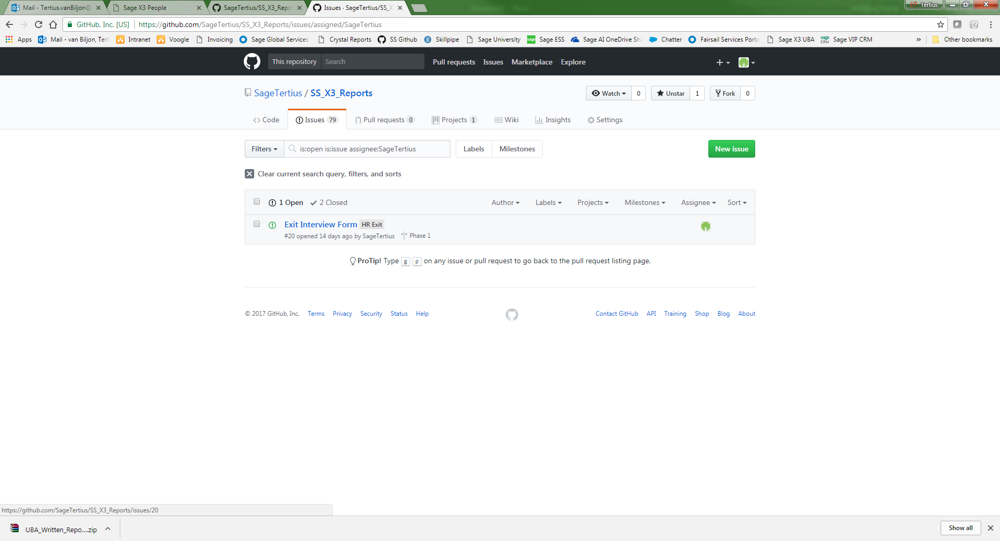 Mail - Tertius.vanBiljon@
Sage X3 People
SageTertius/SS_X3_Repo
Issues · SageTertius/SS_X
Tertius
GitHub, Inc. [US]
https://github.com/SageTertius/SS_X3_Reports/issues/assigned/SageTertius
Apps
Mail - van Biljon, Tert
Intranet
Voogle
Invoicing
Sage Global Services
Crystal Reports
SS Github
Skillpipe
Sage University
Sage ESS
Sage AI OneDrive Sha
Chatter
Fairsail Services Porta
Sage X3 UBA
Sage VIP CRM
»
Other bookmarks
This repository
Search
Pull requests
Issues
Marketplace
Explore
SageTertius / SS_X3_Reports
Watch
0
Unstar
1
Fork
0
Code
Issues 79
Pull requests 0
Projects 1
Wiki
Insights
Settings
Filters
is:open is:issue assignee:SageTertius
Labels
Milestones
New issue
Clear current search query, filters, and sorts
1 Open
2 Closed
Author
Labels
Projects
Milestones
Assignee
Sort
Exit Interview Form HR Exit
#20 opened 14 days ago by SageTertius Phase 1
ProTip! Type g p on any issue or pull request to go back to the pull request listing page.
© 2017 GitHub, Inc.
Terms
Privacy
Security
Status
Help
Contact GitHub
API
Training
Shop
Blog
About
https://github.com/SageTertius/SS_X3_Reports/issues/20
UBA_Written_Repo....zip
Show all